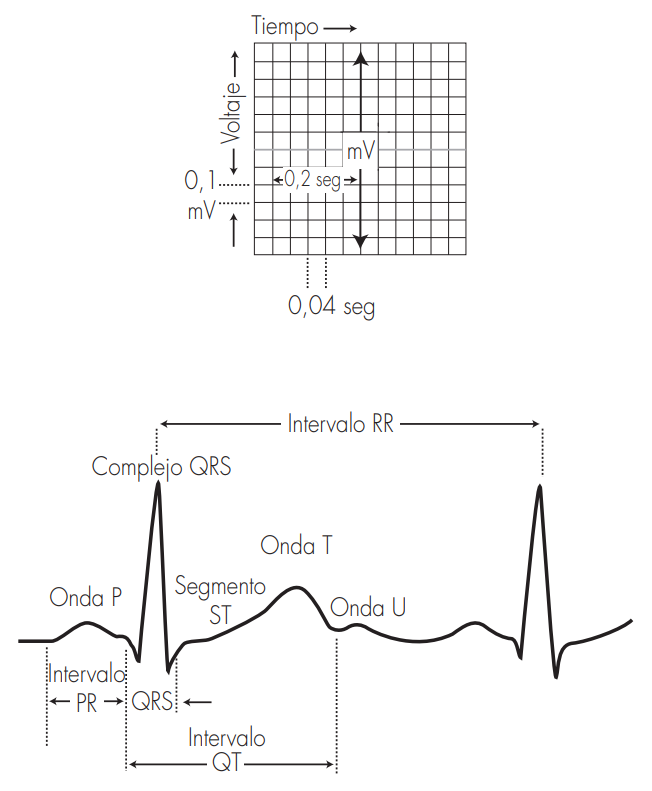 Tiempo
Voltaje
mV
0,2 seg
0,1
mV
0,04 seg
Intervalo RR
Complejo QRS
Onda T
Onda P
Segmento
ST
Onda U
Intervalo
PR
QRS
Intervalo
QT